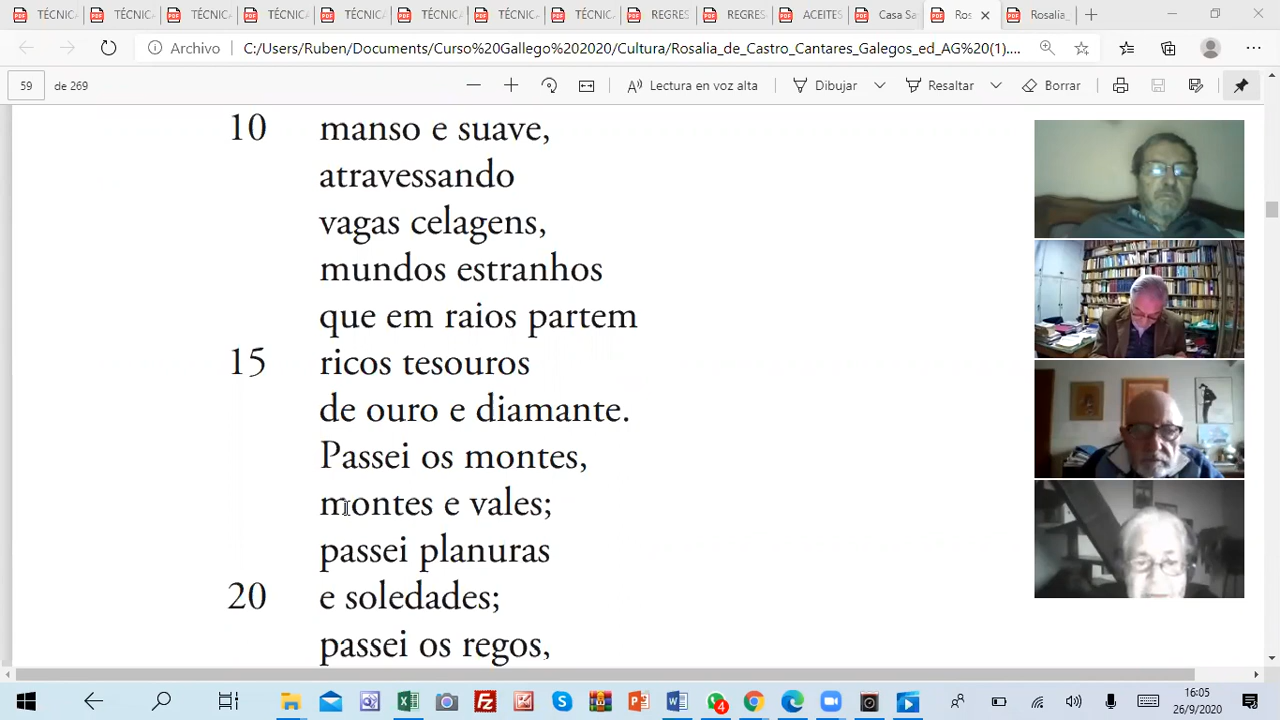 TÉCNIC
TÉCNIC
TÉCNIC
TÉCNIC
TÉCNIC
TÉCNIC
TÉCNIC
TÉCNIC
REGRES
REGRES
ACEITES
Casa Sa
Ros
Rosalia_
Archivo
C:/Users/Ruben/Documents/Curso%20Gallego%202020/Cultura/Rosalia_de_Castro_Cantares_Galegos_ed_AG%20(1)....
59 de 269
Lectura en voz alta
Dibujar
Resaltar
Borrar
10 manso e suave,
atravessando
vagas celagens,
mundos estranhos
que em raios partem
15 ricos tesouros
de ouro e diamante.
Passei os montes,
montes e vales;
passei planuras
20 e soledades;
passei os regos,
4
16:05
26/9/2020